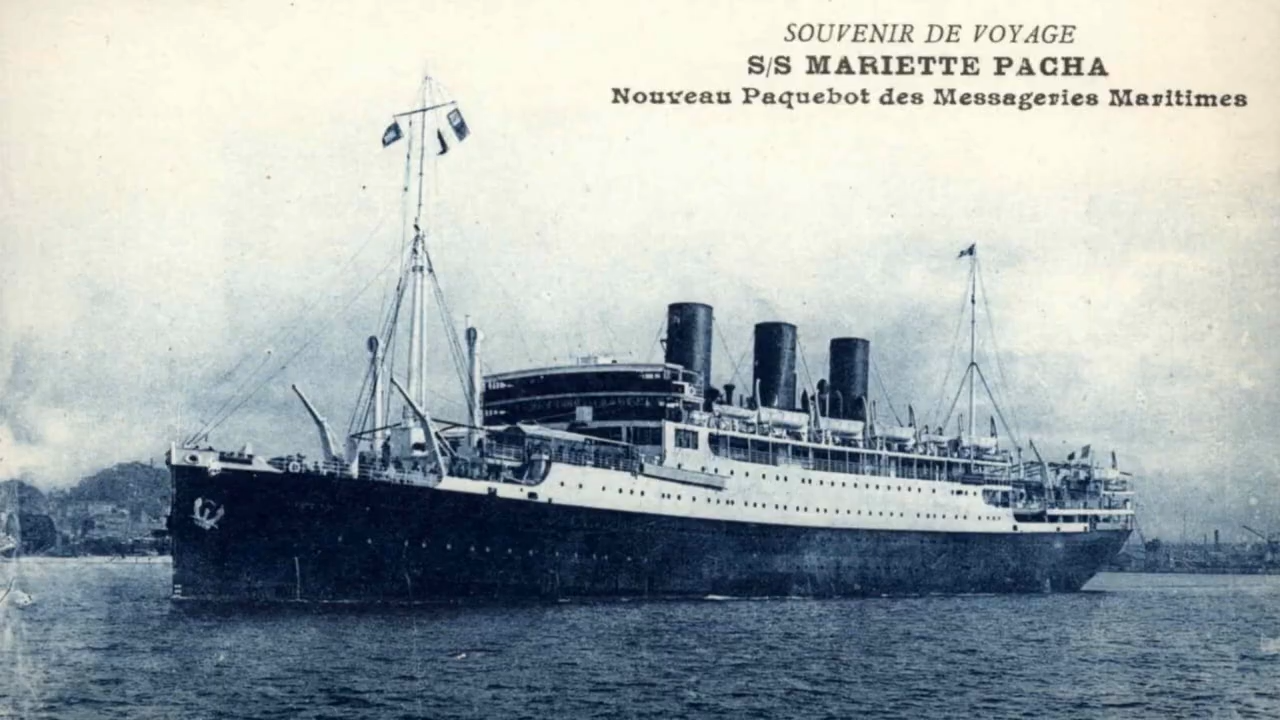 SOUVENIR DE VOYAGE
S/S MARIETTE PACHA
Nouveau Paquebot des Messageries Maritimes